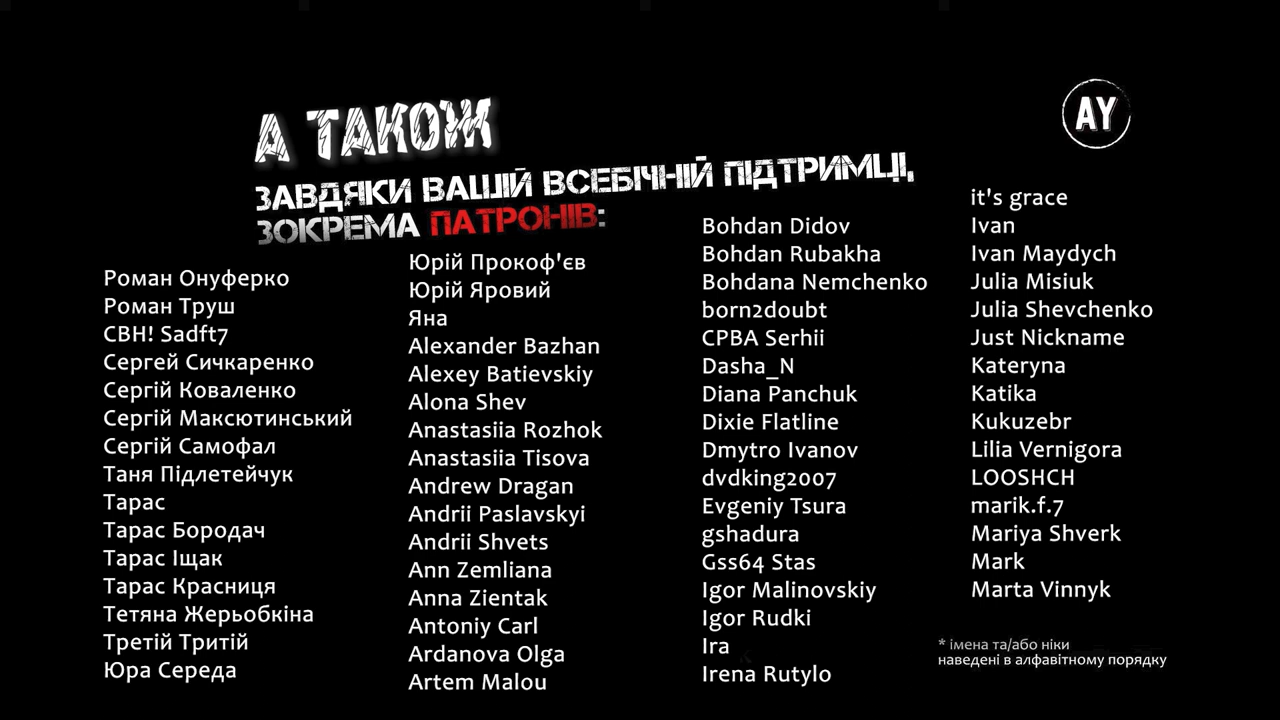 А ТАКОЖ
ЗАВДЯКИ ВАШІЙ ВСЕБІЧНІЙ ПІДТРИМЦІ,
ЗОКРЕМА ПАТРОНІВ:
AY
Роман Онуферко
Роман Труш
СВН! Sadft7
Сергей Сичкаренко
Сергій Коваленко
Сергій Максютинський
Сергій Самофал
Таня Підлетейчук
Тарас
Тарас Бородач
Тарас Іщак
Тарас Красниця
Тетяна Жерьобкіна
Третій Тритій
Юра Середа
Юрій Прокоф'єв
Юрій Яровий
Яна
Alexander Bazhan
Alexey Batievskiy
Alona Shev
Anastasiia Rozhok
Anastasiia Tisova
Andrew Dragan
Andrii Paslavskyi
Andrii Shvets
Ann Zemliana
Anna Zientak
Antoniy Carl
Ardanova Olga
Artem Malou
Bohdan Didov
Bohdan Rubakha
Bohdana Nemchenko
born2doubt
CPBA Serhii
Dasha_N
Diana Panchuk
Dixie Flatline
Dmytro Ivanov
dvdking2007
Evgeniy Tsura
gshadura
Gss64 Stas
Igor Malinovskiy
Igor Rudki
Ira
Irena Rutylo
it's grace
Ivan
Ivan Maydych
Julia Misiuk
Julia Shevchenko
Just Nickname
Kateryna
Katika
Kukuzebr
Lilia Vernigora
LOOSHCH
marik.f.7
Mariya Shverk
Mark
Marta Vinnyk
* імена та/або ніки
наведені в алфавітному порядку